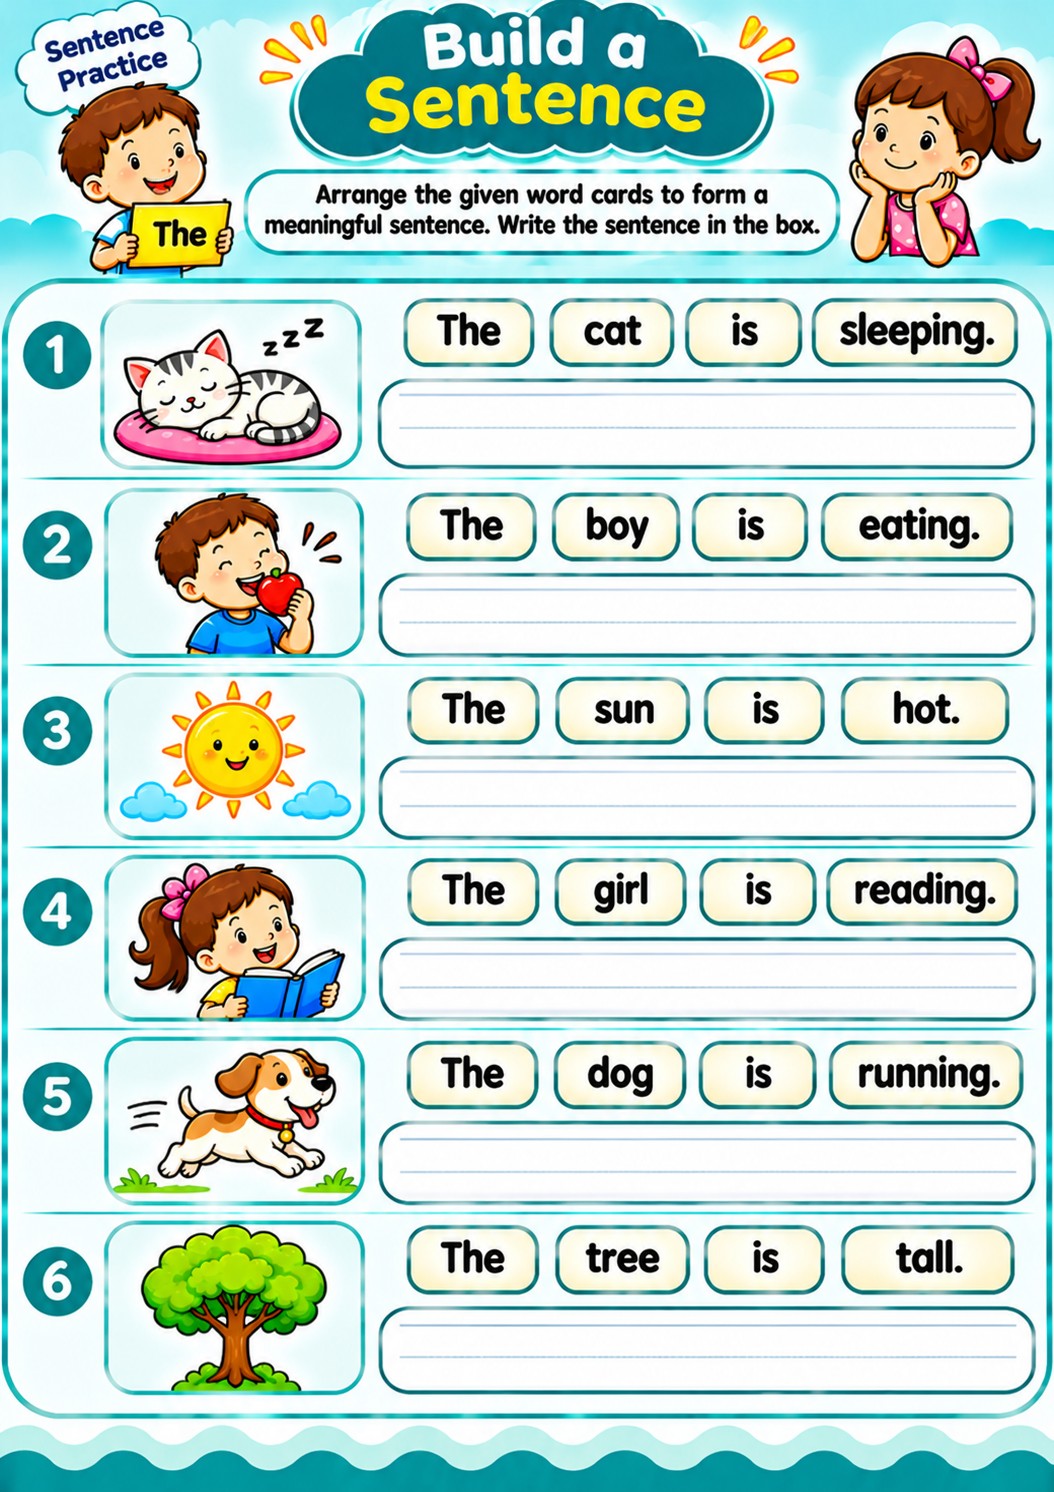 Sentence
Practice
Build a
Sentence
The
Arrange the given word cards to form a
meaningful sentence. Write the sentence in the box.
1
The cat is sleeping.
z z z
2
The boy is eating.
3
The sun is hot.
4
The girl is reading.
5
The dog is running.
6
The tree is tall.